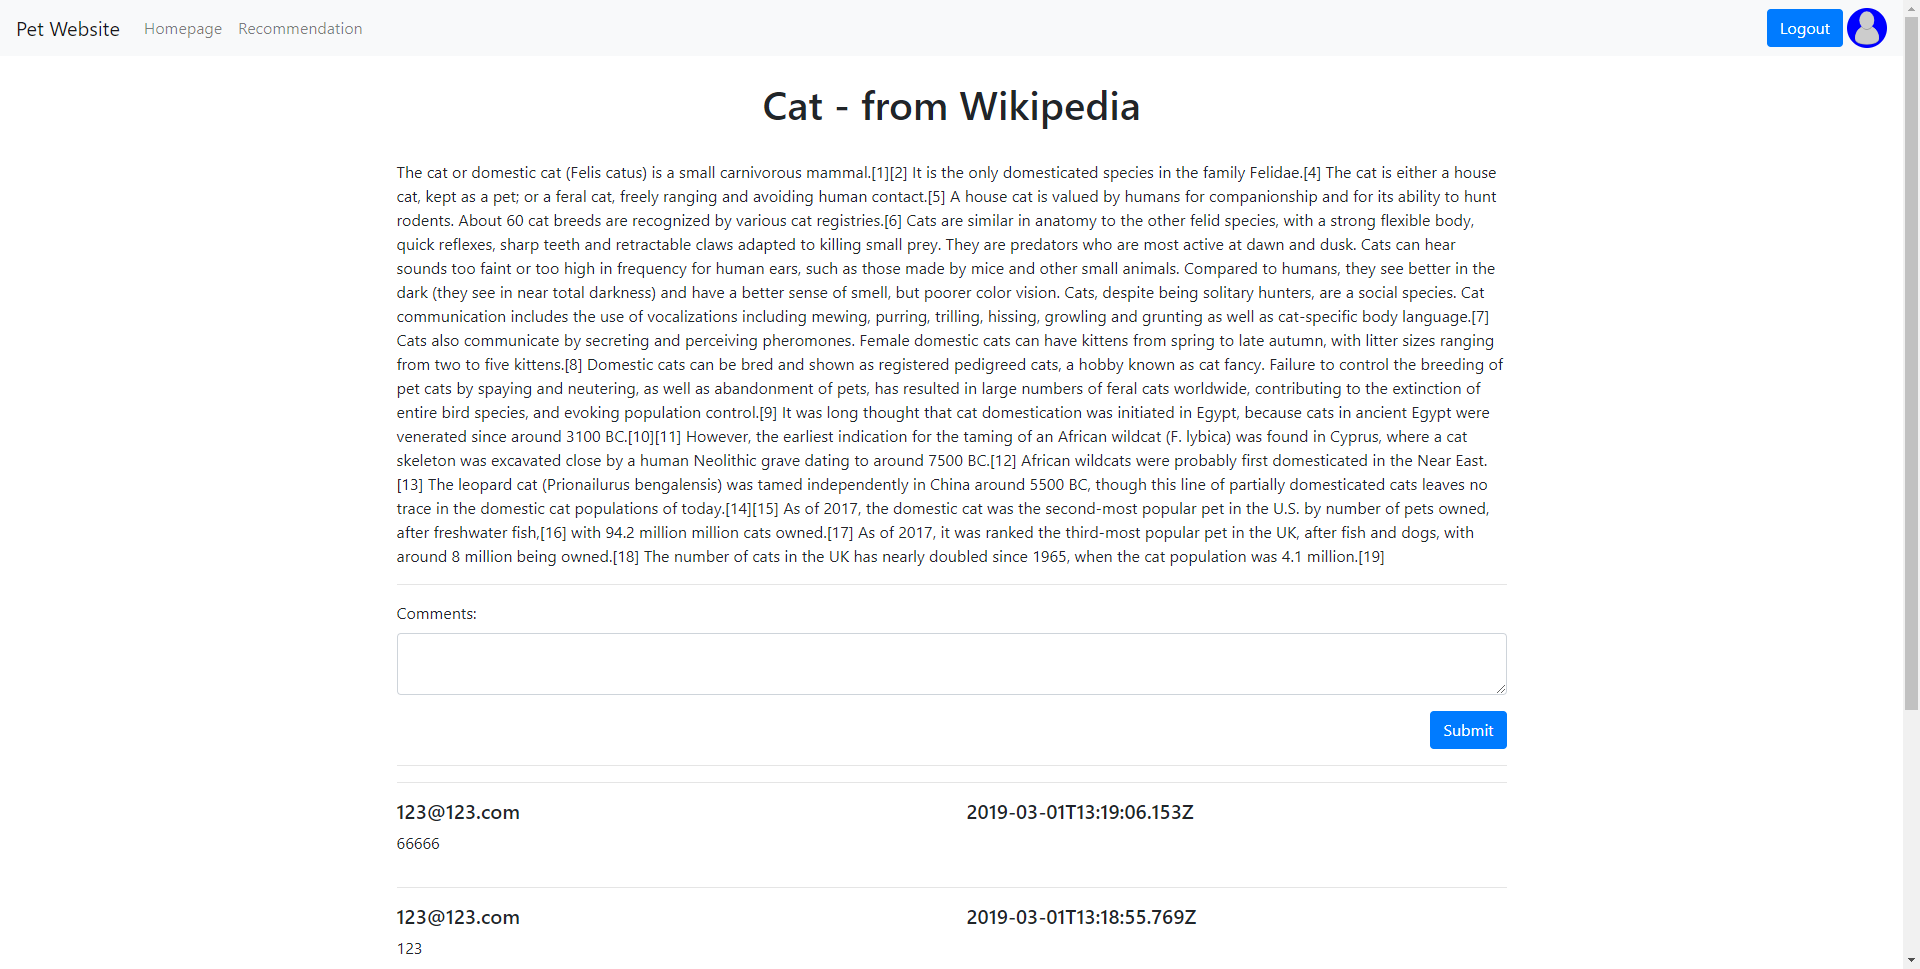 Pet Website Homepage Recommendation Logout
Cat - from Wikipedia
The cat or domestic cat (Felis catus) is a small carnivorous mammal.[1][2] It is the only domesticated species in the family Felidae.[4] The cat is either a house
cat, kept as a pet; or a feral cat, freely ranging and avoiding human contact.[5] A house cat is valued by humans for companionship and for its ability to hunt
rodents. About 60 cat breeds are recognized by various cat registries.[6] Cats are similar in anatomy to the other felid species, with a strong flexible body,
quick reflexes, sharp teeth and retractable claws adapted to killing small prey. They are predators who are most active at dawn and dusk. Cats can hear
sounds too faint or too high in frequency for human ears, such as those made by mice and other small animals. Compared to humans, they see better in the
dark (they see in near total darkness) and have a better sense of smell, but poorer color vision. Cats, despite being solitary hunters, are a social species. Cat
communication includes the use of vocalizations including mewing, purring, trilling, hissing, growling and grunting as well as cat-specific body language.[7]
Cats also communicate by secreting and perceiving pheromones. Female domestic cats can have kittens from spring to late autumn, with litter sizes ranging
from two to five kittens.[8] Domestic cats can be bred and shown as registered pedigreed cats, a hobby known as cat fancy. Failure to control the breeding of
pet cats by spaying and neutering, as well as abandonment of pets, has resulted in large numbers of feral cats worldwide, contributing to the extinction of
entire bird species, and evoking population control.[9] It was long thought that cat domestication was initiated in Egypt, because cats in ancient Egypt were
venerated since around 3100 BC.[10][11] However, the earliest indication for the taming of an African wildcat (F. lybica) was found in Cyprus, where a cat
skeleton was excavated close by a human Neolithic grave dating to around 7500 BC.[12] African wildcats were probably first domesticated in the Near East.
[13] The leopard cat (Prionailurus bengalensis) was tamed independently in China around 5500 BC, though this line of partially domesticated cats leaves no
trace in the domestic cat populations of today.[14][15] As of 2017, the domestic cat was the second-most popular pet in the U.S. by number of pets owned,
after freshwater fish,[16] with 94.2 million million cats owned.[17] As of 2017, it was ranked the third-most popular pet in the UK, after fish and dogs, with
around 8 million being owned.[18] The number of cats in the UK has nearly doubled since 1965, when the cat population was 4.1 million.[19]
Comments:
Submit
123@123.com 2019-03-01T13:19:06.153Z
66666
123@123.com 2019-03-01T13:18:55.769Z
123